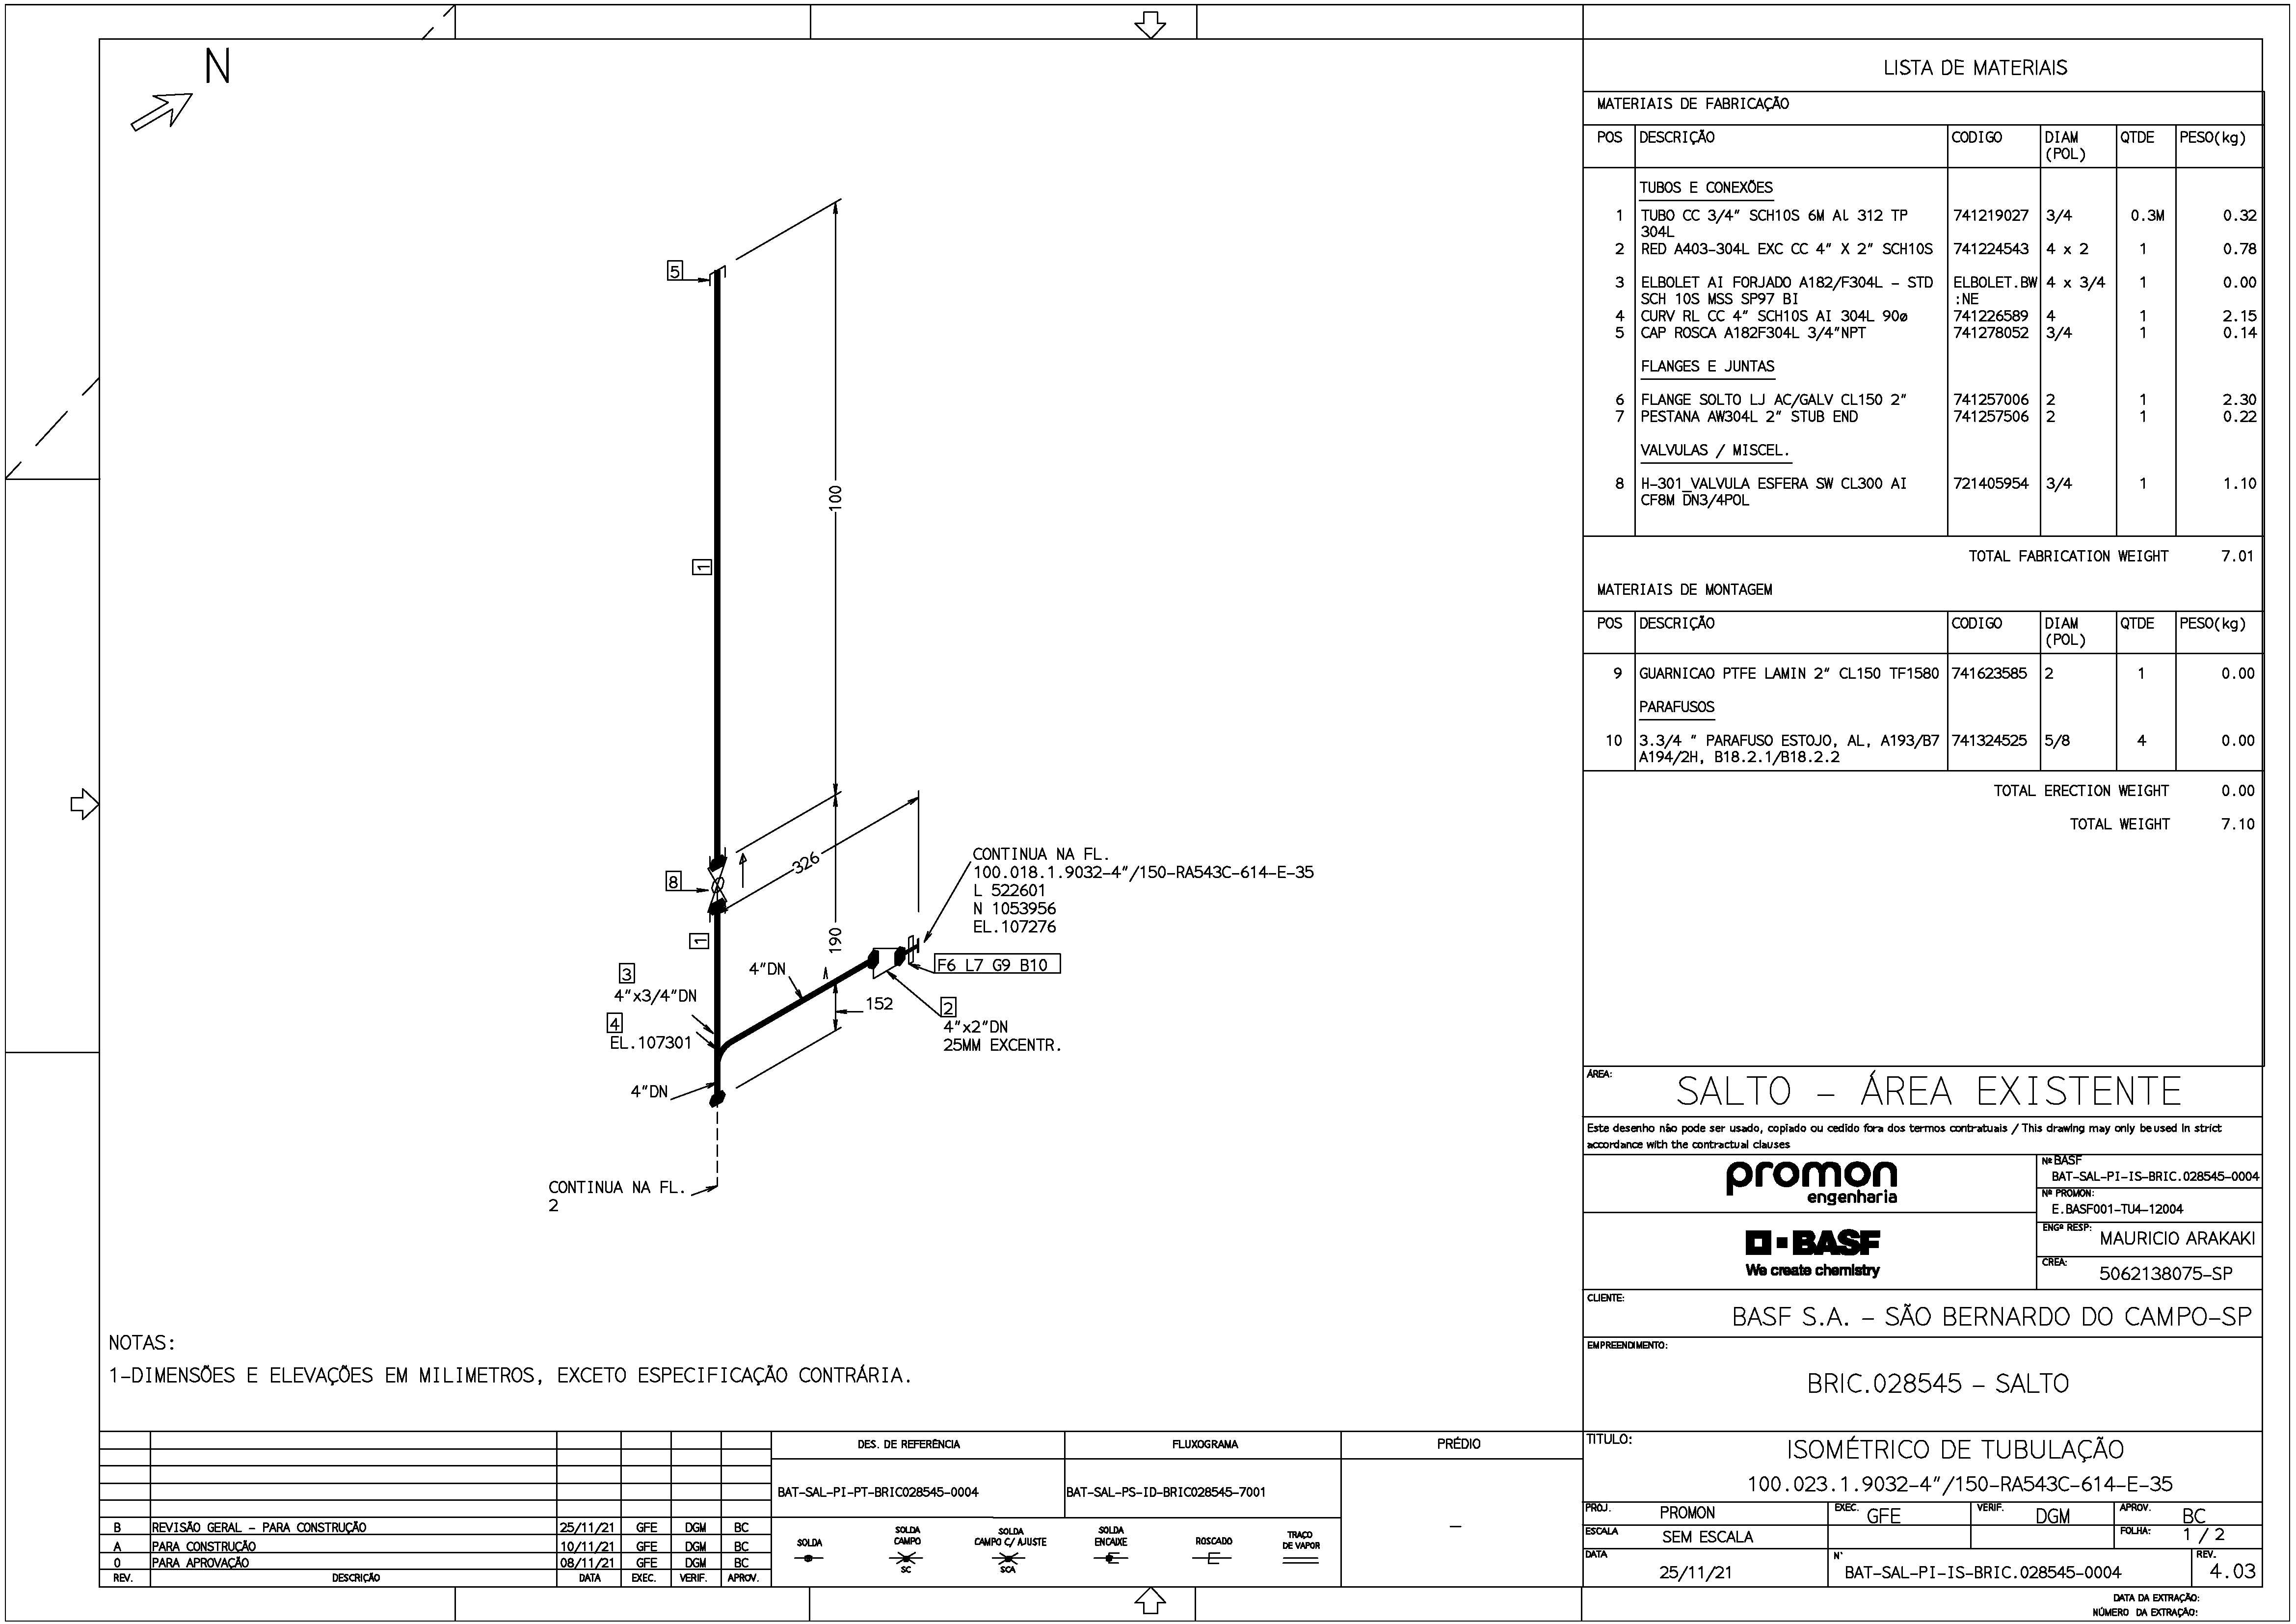 N
5
100
1
8
326
1
190
3
4"x3/4"DN
4
EL.107301
4"DN
4"DN
152
2
4"x2"DN
25MM EXCENTR.
F6 L7 G9 B10
CONTINUA NA FL.
100.018.1.9032-4"/150-RA543C-614-E-35
L 522601
N 1053956
EL.107276
CONTINUA NA FL.
2
NOTAS:
1-DIMENSÕES E ELEVAÇÕES EM MILIMETROS, EXCETO ESPECIFICAÇÃO CONTRÁRIA.
LISTA DE MATERIAIS
MATERIAIS DE FABRICAÇÃO
POS DESCRIÇÃO CODIGO DIAM QTDE PESO(kg)
(POL)
TUBOS E CONEXÕES
1 TUBO CC 3/4" SCH10S 6M Al 312 TP 741219027 3/4 0.3M 0.32
304L
2 RED A403-304L EXC CC 4" X 2" SCH10S 741224543 4 x 2 1 0.78
3 ELBOLET AI FORJADO A182/F304L - STD ELBOLET.BW 4 x 3/4 1 0.00
SCH 10S MSS SP97 BI :NE
4 CURV RL CC 4" SCH10S AI 304L 90ø 741226589 4 1 2.15
5 CAP ROSCA A182F304L 3/4"NPT 741278052 3/4 1 0.14
FLANGES E JUNTAS
6 FLANGE SOLTO LJ AC/GALV CL150 2" 741257006 2 1 2.30
7 PESTANA AW304L 2" STUB END 741257506 2 1 0.22
VALVULAS / MISCEL.
8 H-301_VALVULA ESFERA SW CL300 AI 721405954 3/4 1 1.10
CF8M DN3/4POL
TOTAL FABRICATION WEIGHT 7.01
MATERIAIS DE MONTAGEM
POS DESCRIÇÃO CODIGO DIAM QTDE PESO(kg)
(POL)
9 GUARNICAO PTFE LAMIN 2" CL150 TF1580 741623585 2 1 0.00
PARAFUSOS
10 3.3/4 " PARAFUSO ESTOJO, AL, A193/B7 741324525 5/8 4 0.00
A194/2H, B18.2.1/B18.2.2
TOTAL ERECTION WEIGHT 0.00
TOTAL WEIGHT 7.10
ÁREA:
SALTO - ÁREA EXISTENTE
Este desenho não pode ser usado, copiado ou cedido fora dos termos contratuais / This drawing may only be used in strict
accordance with the contractual clauses
promon
engenharia
Nº BASF
BAT-SAL-PI-IS-BRIC.028545-0004
Nº PROMON:
E.BASF001-TU4-12004
BASF
We create chemistry
ENGº RESP:
MAURICIO ARAKAKI
CREA:
5062138075-SP
CLIENTE:
BASF S.A. - SÃO BERNARDO DO CAMPO-SP
EMPREENDIMENTO:
BRIC.028545 - SALTO
TITULO:
ISOMÉTRICO DE TUBULAÇÃO
100.023.1.9032-4"/150-RA543C-614-E-35
PROJ. PROMON EXEC. GFE VERIF. DGM APROV. BC
ESCALA SEM ESCALA FOLHA: 1 / 2
DATA 25/11/21 N° BAT-SAL-PI-IS-BRIC.028545-0004 REV. 4.03
DATA DA EXTRAÇÃO:
NÚMERO DA EXTRAÇÃO:
B REVISÃO GERAL - PARA CONSTRUÇÃO 25/11/21 GFE DGM BC
A PARA CONSTRUÇÃO 10/11/21 GFE DGM BC
0 PARA APROVAÇÃO 08/11/21 GFE DGM BC
REV. DESCRIÇÃO DATA EXEC. VERIF. APROV.
DES. DE REFERÊNCIA FLUXOGRAMA PRÉDIO
BAT-SAL-PI-PT-BRIC028545-0004 BAT-SAL-PS-ID-BRIC028545-7001 -
SOLDA
SOLDA
CAMPO
SC
SOLDA
CAMPO C/ AJUSTE
SCA
SOLDA
ENCAIXE
ROSCADO
TRAÇO
DE VAPOR